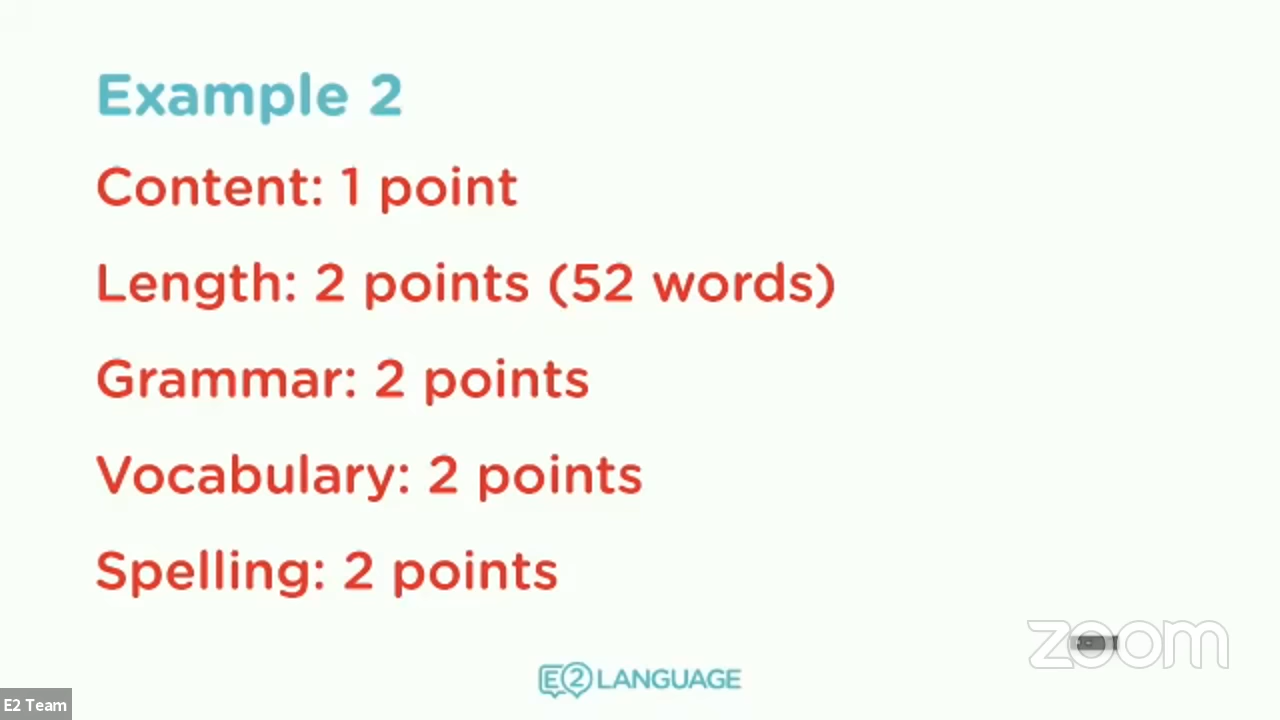 Example 2
Content: 1 point
Length: 2 points (52 words)
Grammar: 2 points
Vocabulary: 2 points
Spelling: 2 points
zoom
E2 LANGUAGE
E2 Team